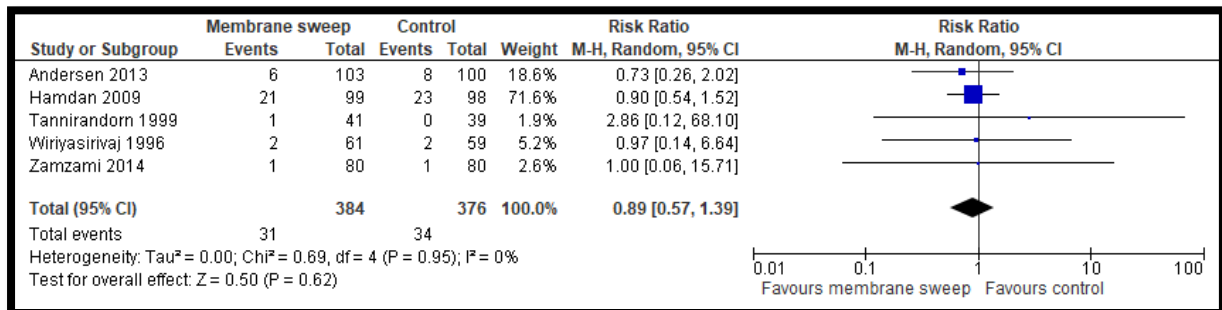 Membrane sweep Control Risk Ratio Risk Ratio
Study or Subgroup Events Total Events Total Weight M-H, Random, 95% CI M-H, Random, 95% CI
Andersen 2013 6 103 8 100 18.6% 0.73 [0.26, 2.02]
Hamdan 2009 21 99 23 98 71.6% 0.90 [0.54, 1.52]
Tannirandorn 1999 1 41 0 39 1.9% 2.86 [0.12, 68.10]
Wiriyasirivaj 1996 2 61 2 59 5.2% 0.97 [0.14, 6.64]
Zamzami 2014 1 80 1 80 2.6% 1.00 [0.06, 15.71]
Total (95% CI) 384 376 100.0% 0.89 [0.57, 1.39]
Total events 31 34
Heterogeneity: Tau² = 0.00; Chi² = 0.69, df = 4 (P = 0.95); I² = 0%
Test for overall effect: Z = 0.50 (P = 0.62)
0.01 0.1 1 10 100
Favours membrane sweep Favours control